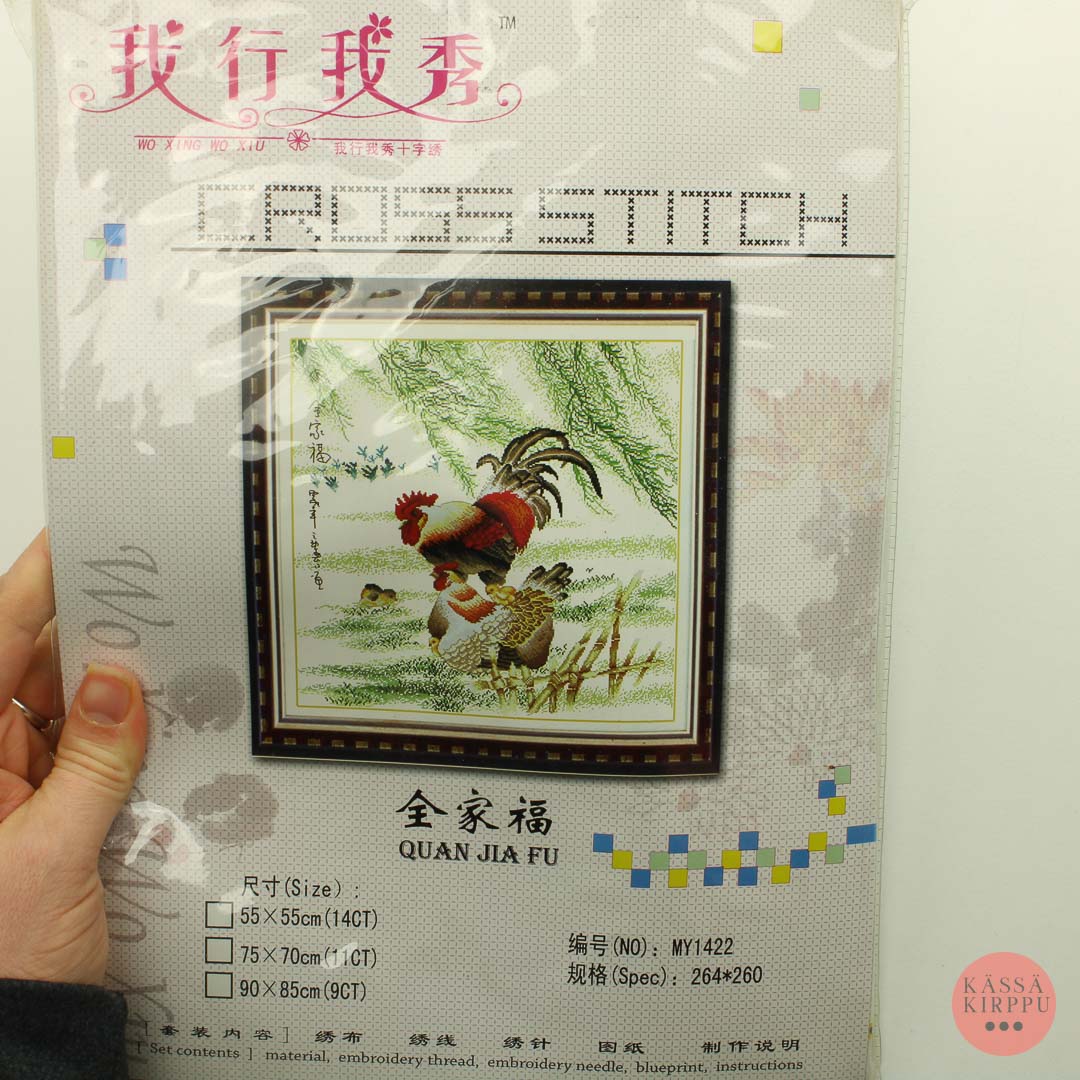 我行我秀 TM
WO XING WO XIU 我行我秀十字绣
CROSS STITCH
家福
全家福
QUAN JIA FU
尺寸(Size):
55×55cm(14CT)
75×70cm(11CT)
90×85cm(9CT)
编号(NO): MY1422
规格(Spec): 264*260
[套装内容] 绣布 绣线 绣针 图纸 制作说明
[Set contents] material, embroidery thread, embroidery needle, blueprint, instructions
KÄSSÄ
KIRPPU